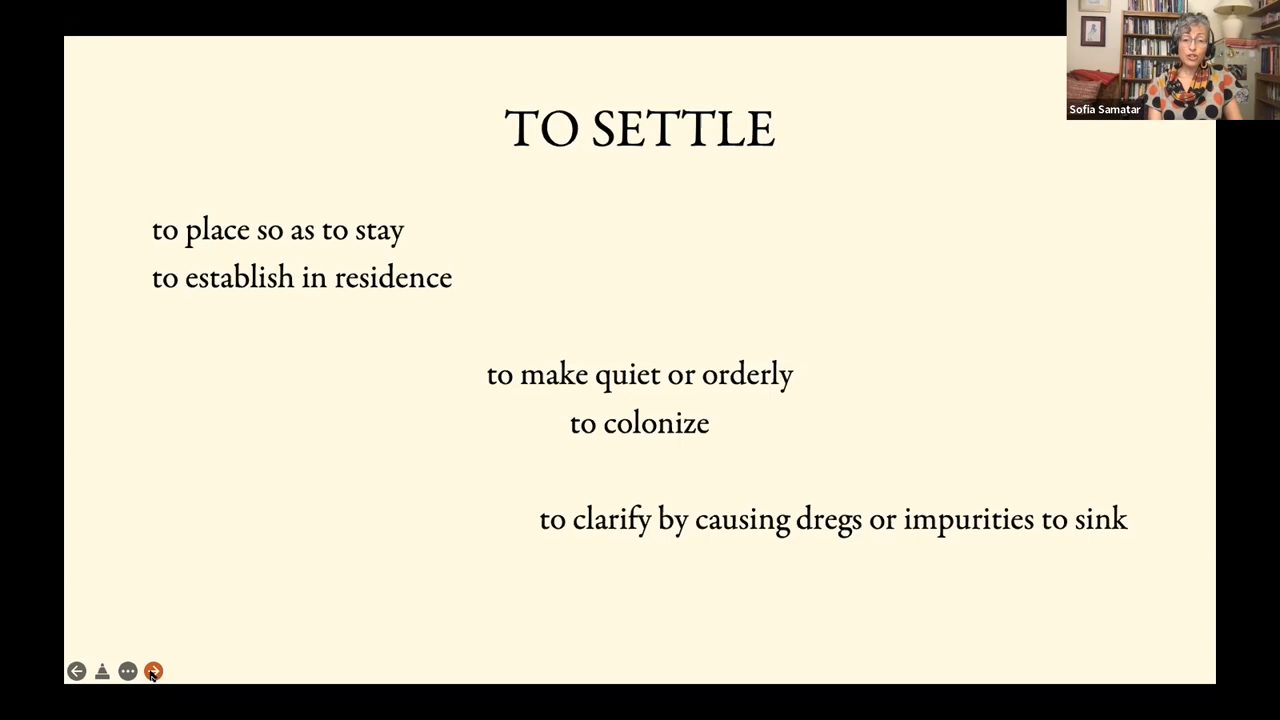 TO SETTLE
to place so as to stay
to establish in residence
to make quiet or orderly
to colonize
to clarify by causing dregs or impurities to sink
Sofia Samatar